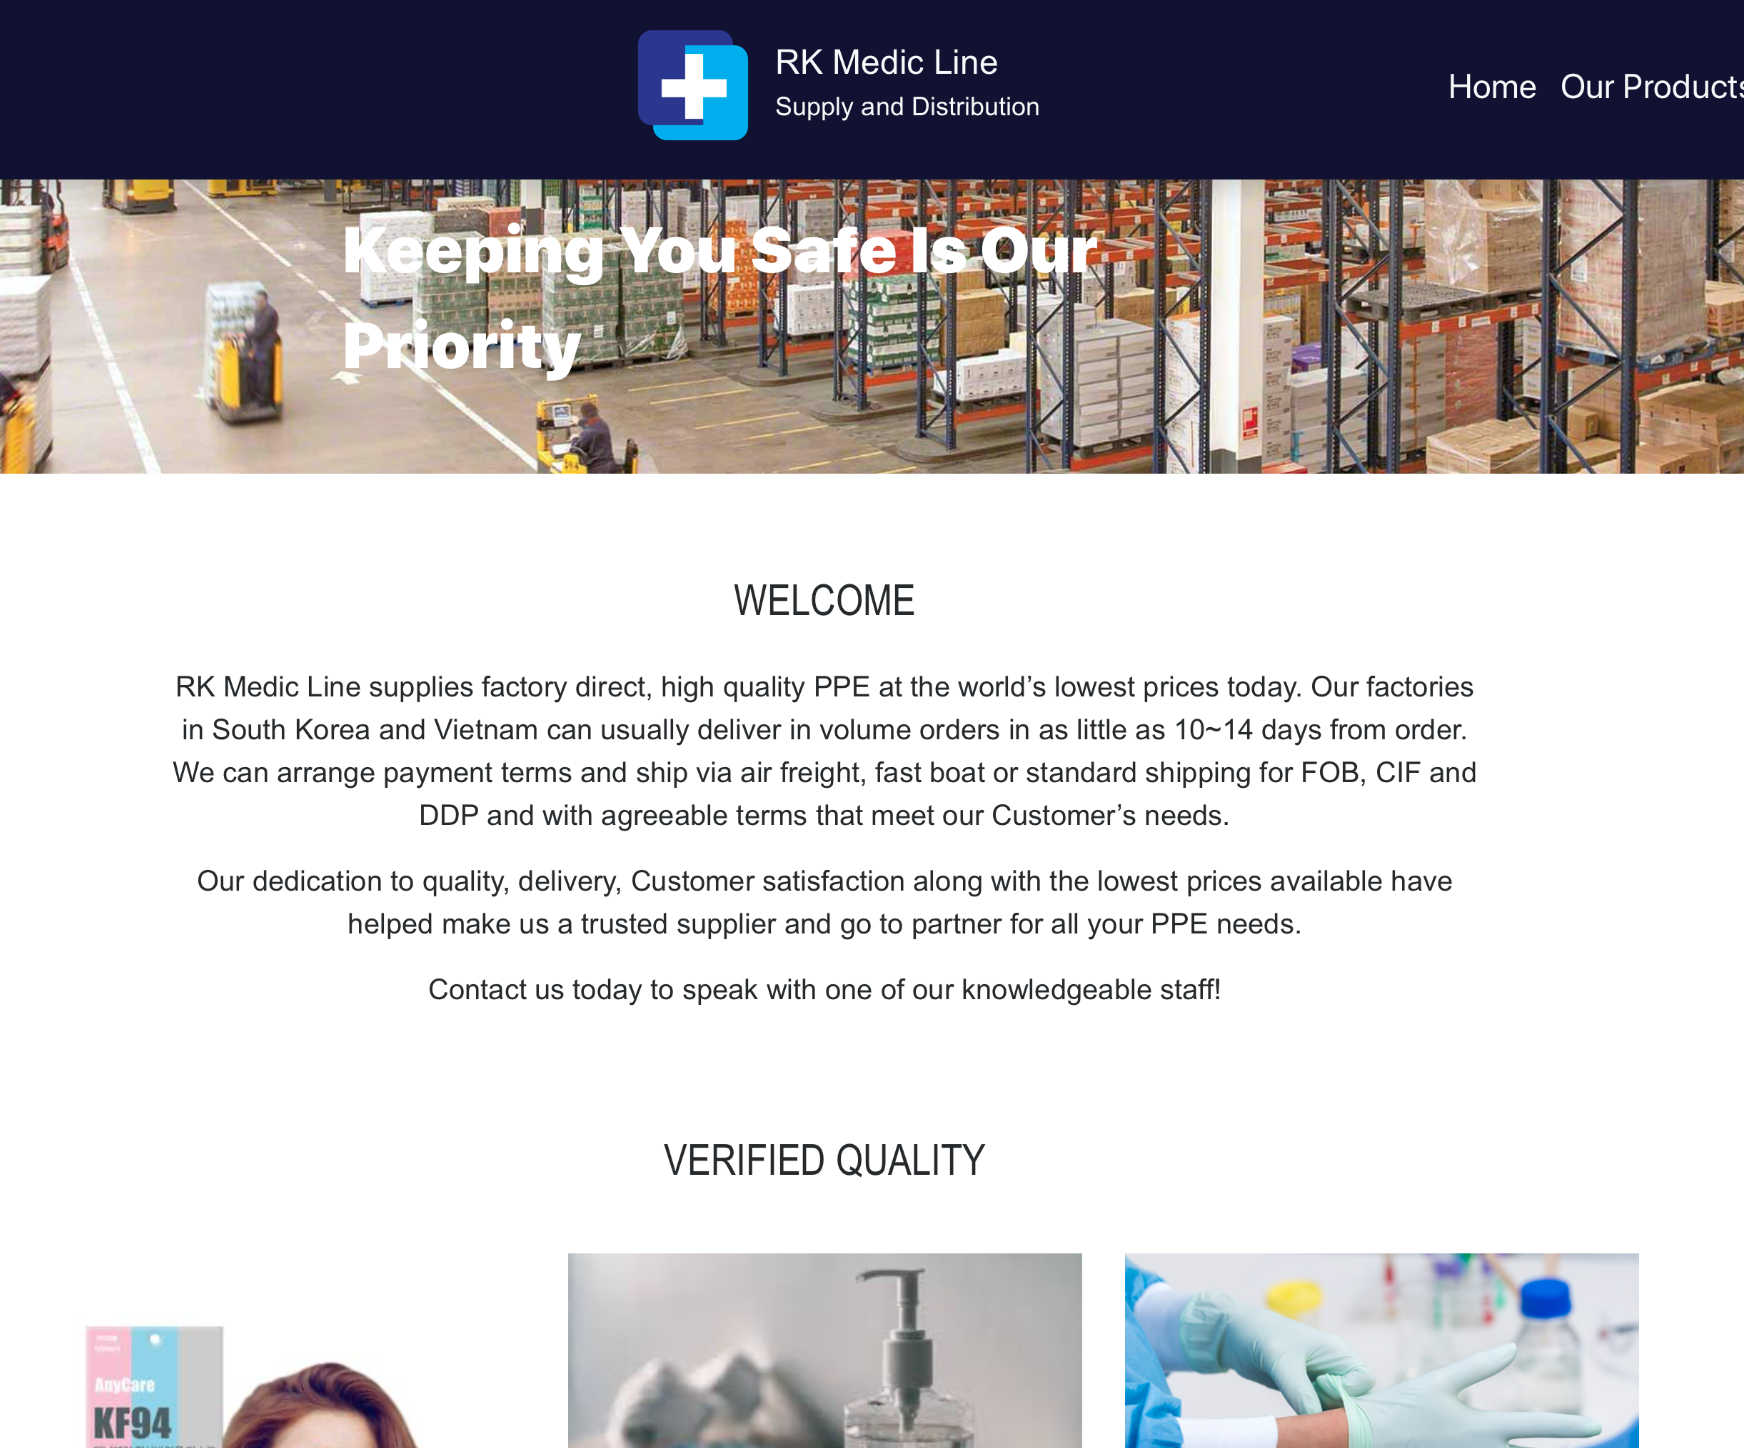 RK Medic Line
Supply and Distribution
Home Our Products
Keeping You Safe Is Our
Priority
WELCOME
RK Medic Line supplies factory direct, high quality PPE at the world’s lowest prices today. Our factories
in South Korea and Vietnam can usually deliver in volume orders in as little as 10~14 days from order.
We can arrange payment terms and ship via air freight, fast boat or standard shipping for FOB, CIF and
DDP and with agreeable terms that meet our Customer’s needs.
Our dedication to quality, delivery, Customer satisfaction along with the lowest prices available have
helped make us a trusted supplier and go to partner for all your PPE needs.
Contact us today to speak with one of our knowledgeable staff!
VERIFIED QUALITY
AnyCare
KF94